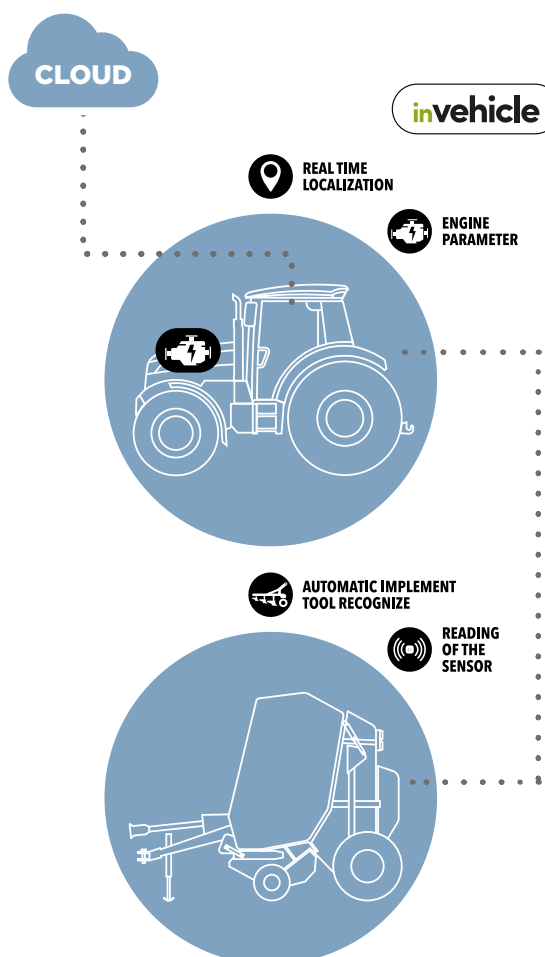 CLOUD
invehicle
REAL TIME
LOCALIZATION
ENGINE
PARAMETER
AUTOMATIC IMPLEMENT
TOOL RECOGNIZE
READING
OF THE
SENSOR